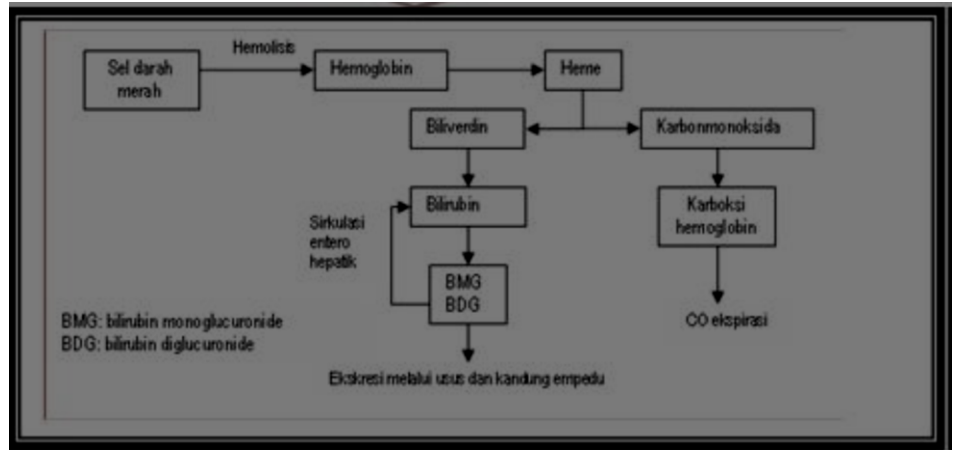 Hemolisis
Sel darah
merah
Hemoglobin
Heme
Biliverdin
Karbonmonoksida
Bilirubin
Karboksi
hemoglobin
Sirkulasi
entero
hepatik
BMG
BDG
CO ekspirasi
BMG: bilirubin monoglucuronide
BDG: bilirubin diglucuronide
Ekskresi melalui usus dan kandung empedu